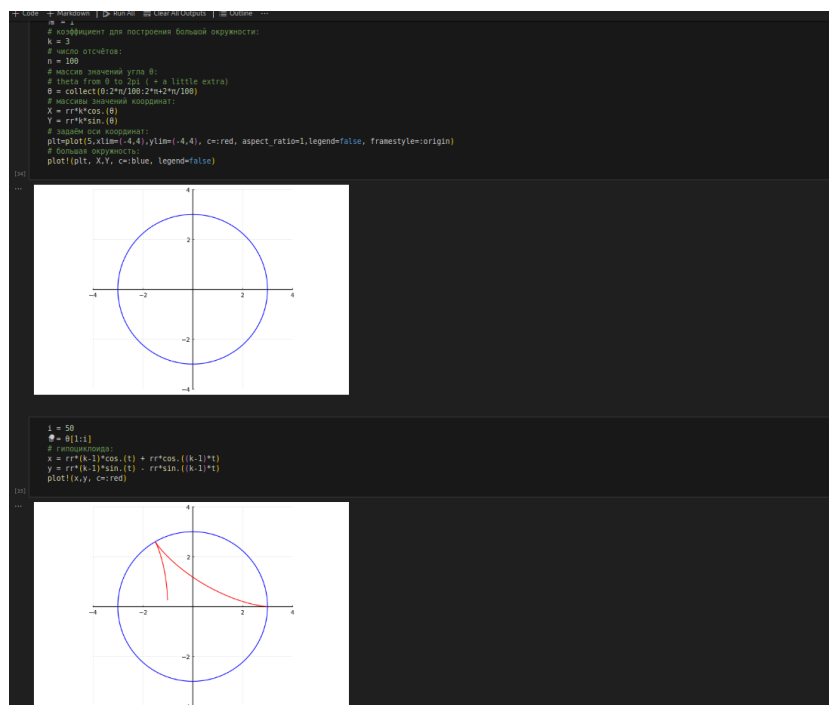 + Code + Markdown | Run All Clear All Outputs | Outline ...
= 1
# коэффициент для построения большой окружности:
k = 3
# число отсчётов:
n = 100
# массив значений угла θ:
# theta from 0 to 2pi ( + a little extra)
θ = collect(0:2*π/100:2*π+2*π/100)
# массивы значений координат:
X = rr*k*cos.(θ)
Y = rr*k*sin.(θ)
# задаём оси координат:
plt=plot(5,xlim=(-4,4),ylim=(-4,4), c=:red, aspect_ratio=1,legend=false, framestyle=:origin)
# большая окружность:
plot!(plt, X,Y, c=:blue, legend=false)
[34]
...
4
2
−4 −2 2 4
−2
−4
i = 50
= θ[1:i]
# гипоциклоида:
x = rr*(k-1)*cos.(t) + rr*cos.((k-1)*t)
y = rr*(k-1)*sin.(t) - rr*sin.((k-1)*t)
plot!(x,y, c=:red)
[35]
...
4
2
−4 −2 2 4
−2